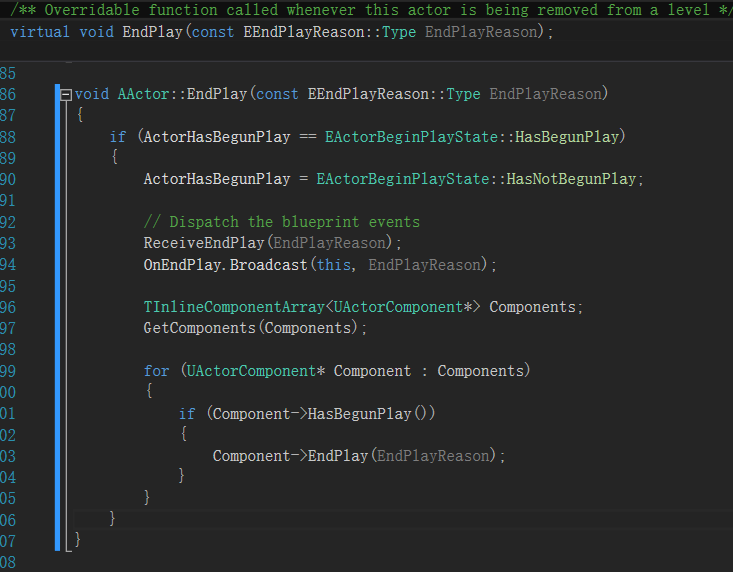 /** Overridable function called whenever this actor is being removed from a level */
virtual void EndPlay(const EEndPlayReason::Type EndPlayReason);
85
86 void AActor::EndPlay(const EEndPlayReason::Type EndPlayReason)
87 {
88 if (ActorHasBegunPlay == EActorBeginPlayState::HasBegunPlay)
89 {
90 ActorHasBegunPlay = EActorBeginPlayState::HasNotBegunPlay;
91
92 // Dispatch the blueprint events
93 ReceiveEndPlay(EndPlayReason);
94 OnEndPlay.Broadcast(this, EndPlayReason);
95
96 TInlineComponentArray<UActorComponent*> Components;
97 GetComponents(Components);
98
99 for (UActorComponent* Component : Components)
00 {
01 if (Component->HasBegunPlay())
02 {
03 Component->EndPlay(EndPlayReason);
04 }
05 }
06 }
07 }
08